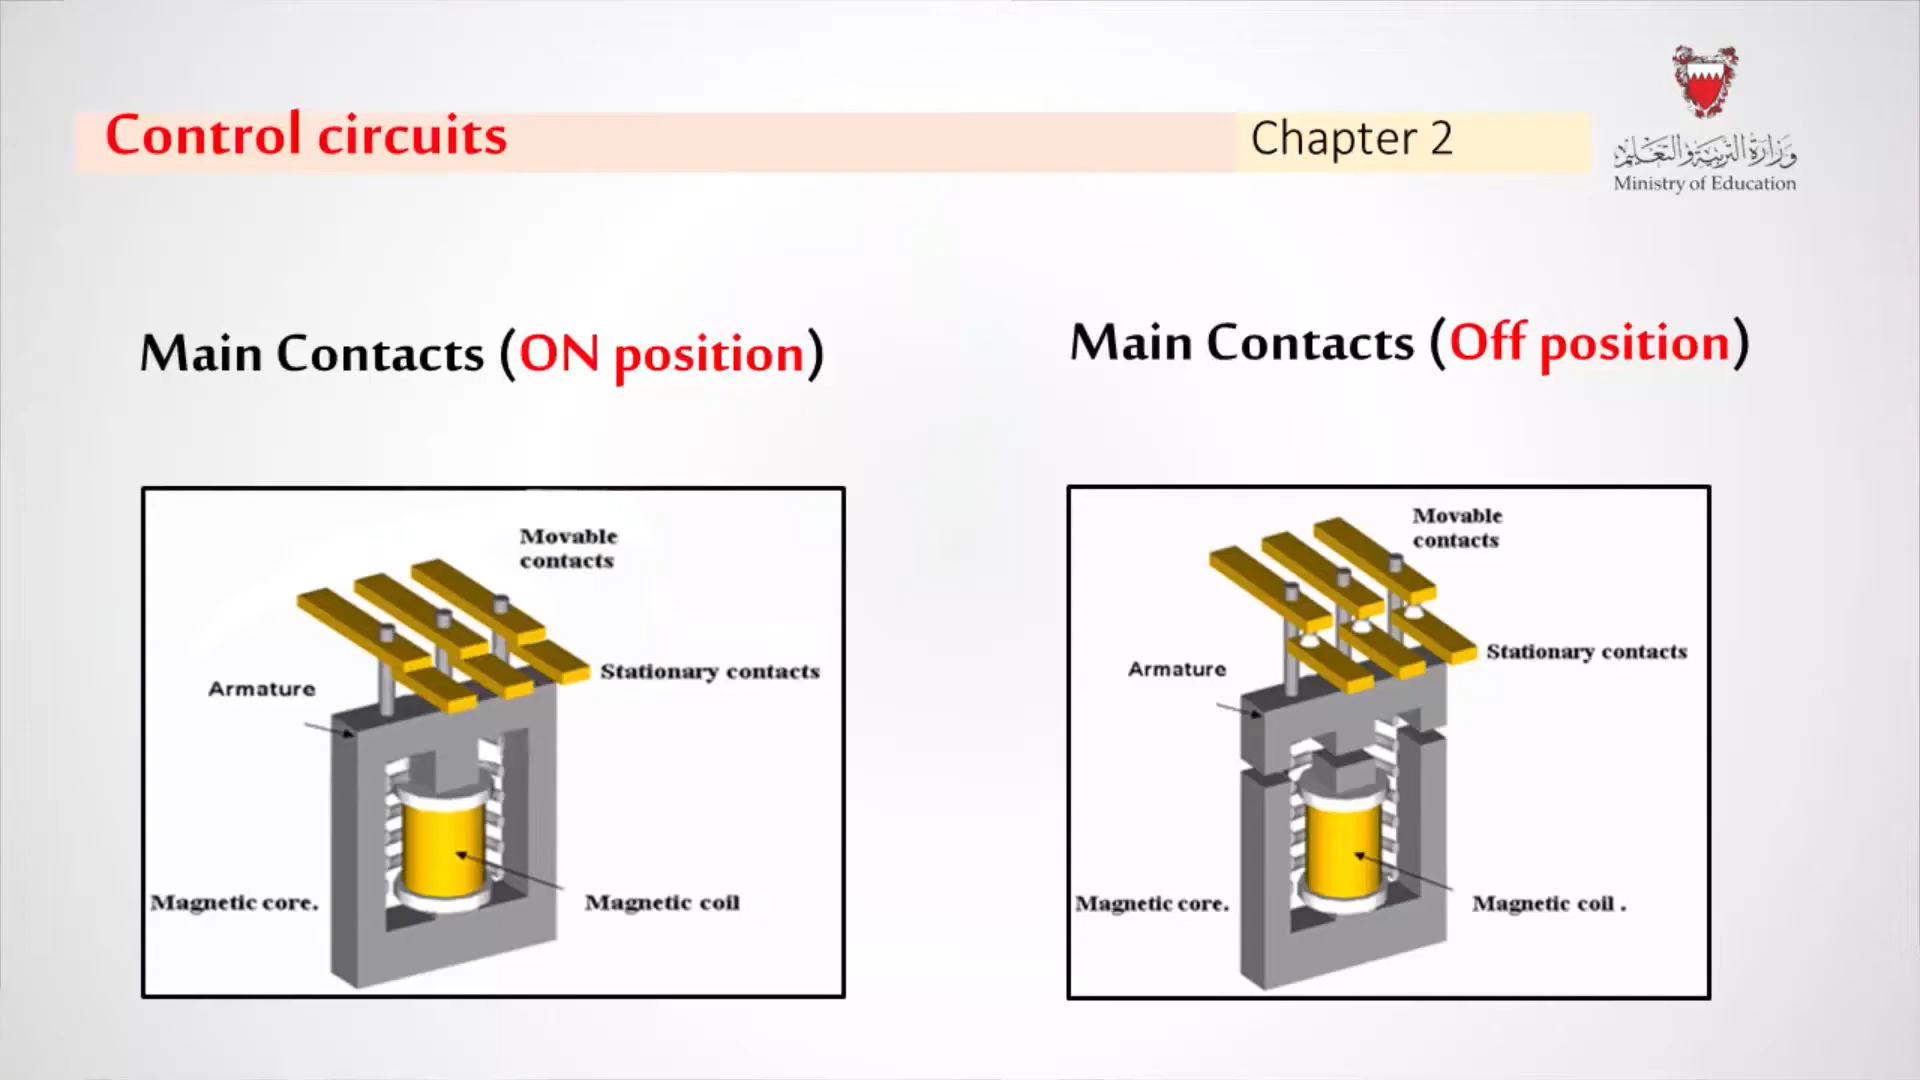 Control circuits
Chapter 2
وزارة التربية والتعليم
Ministry of Education
Main Contacts (ON position)
Main Contacts (Off position)
Movable
contacts
Stationary contacts
Armature
Magnetic core.
Magnetic coil
Movable
contacts
Stationary contacts
Armature
Magnetic core.
Magnetic coil .